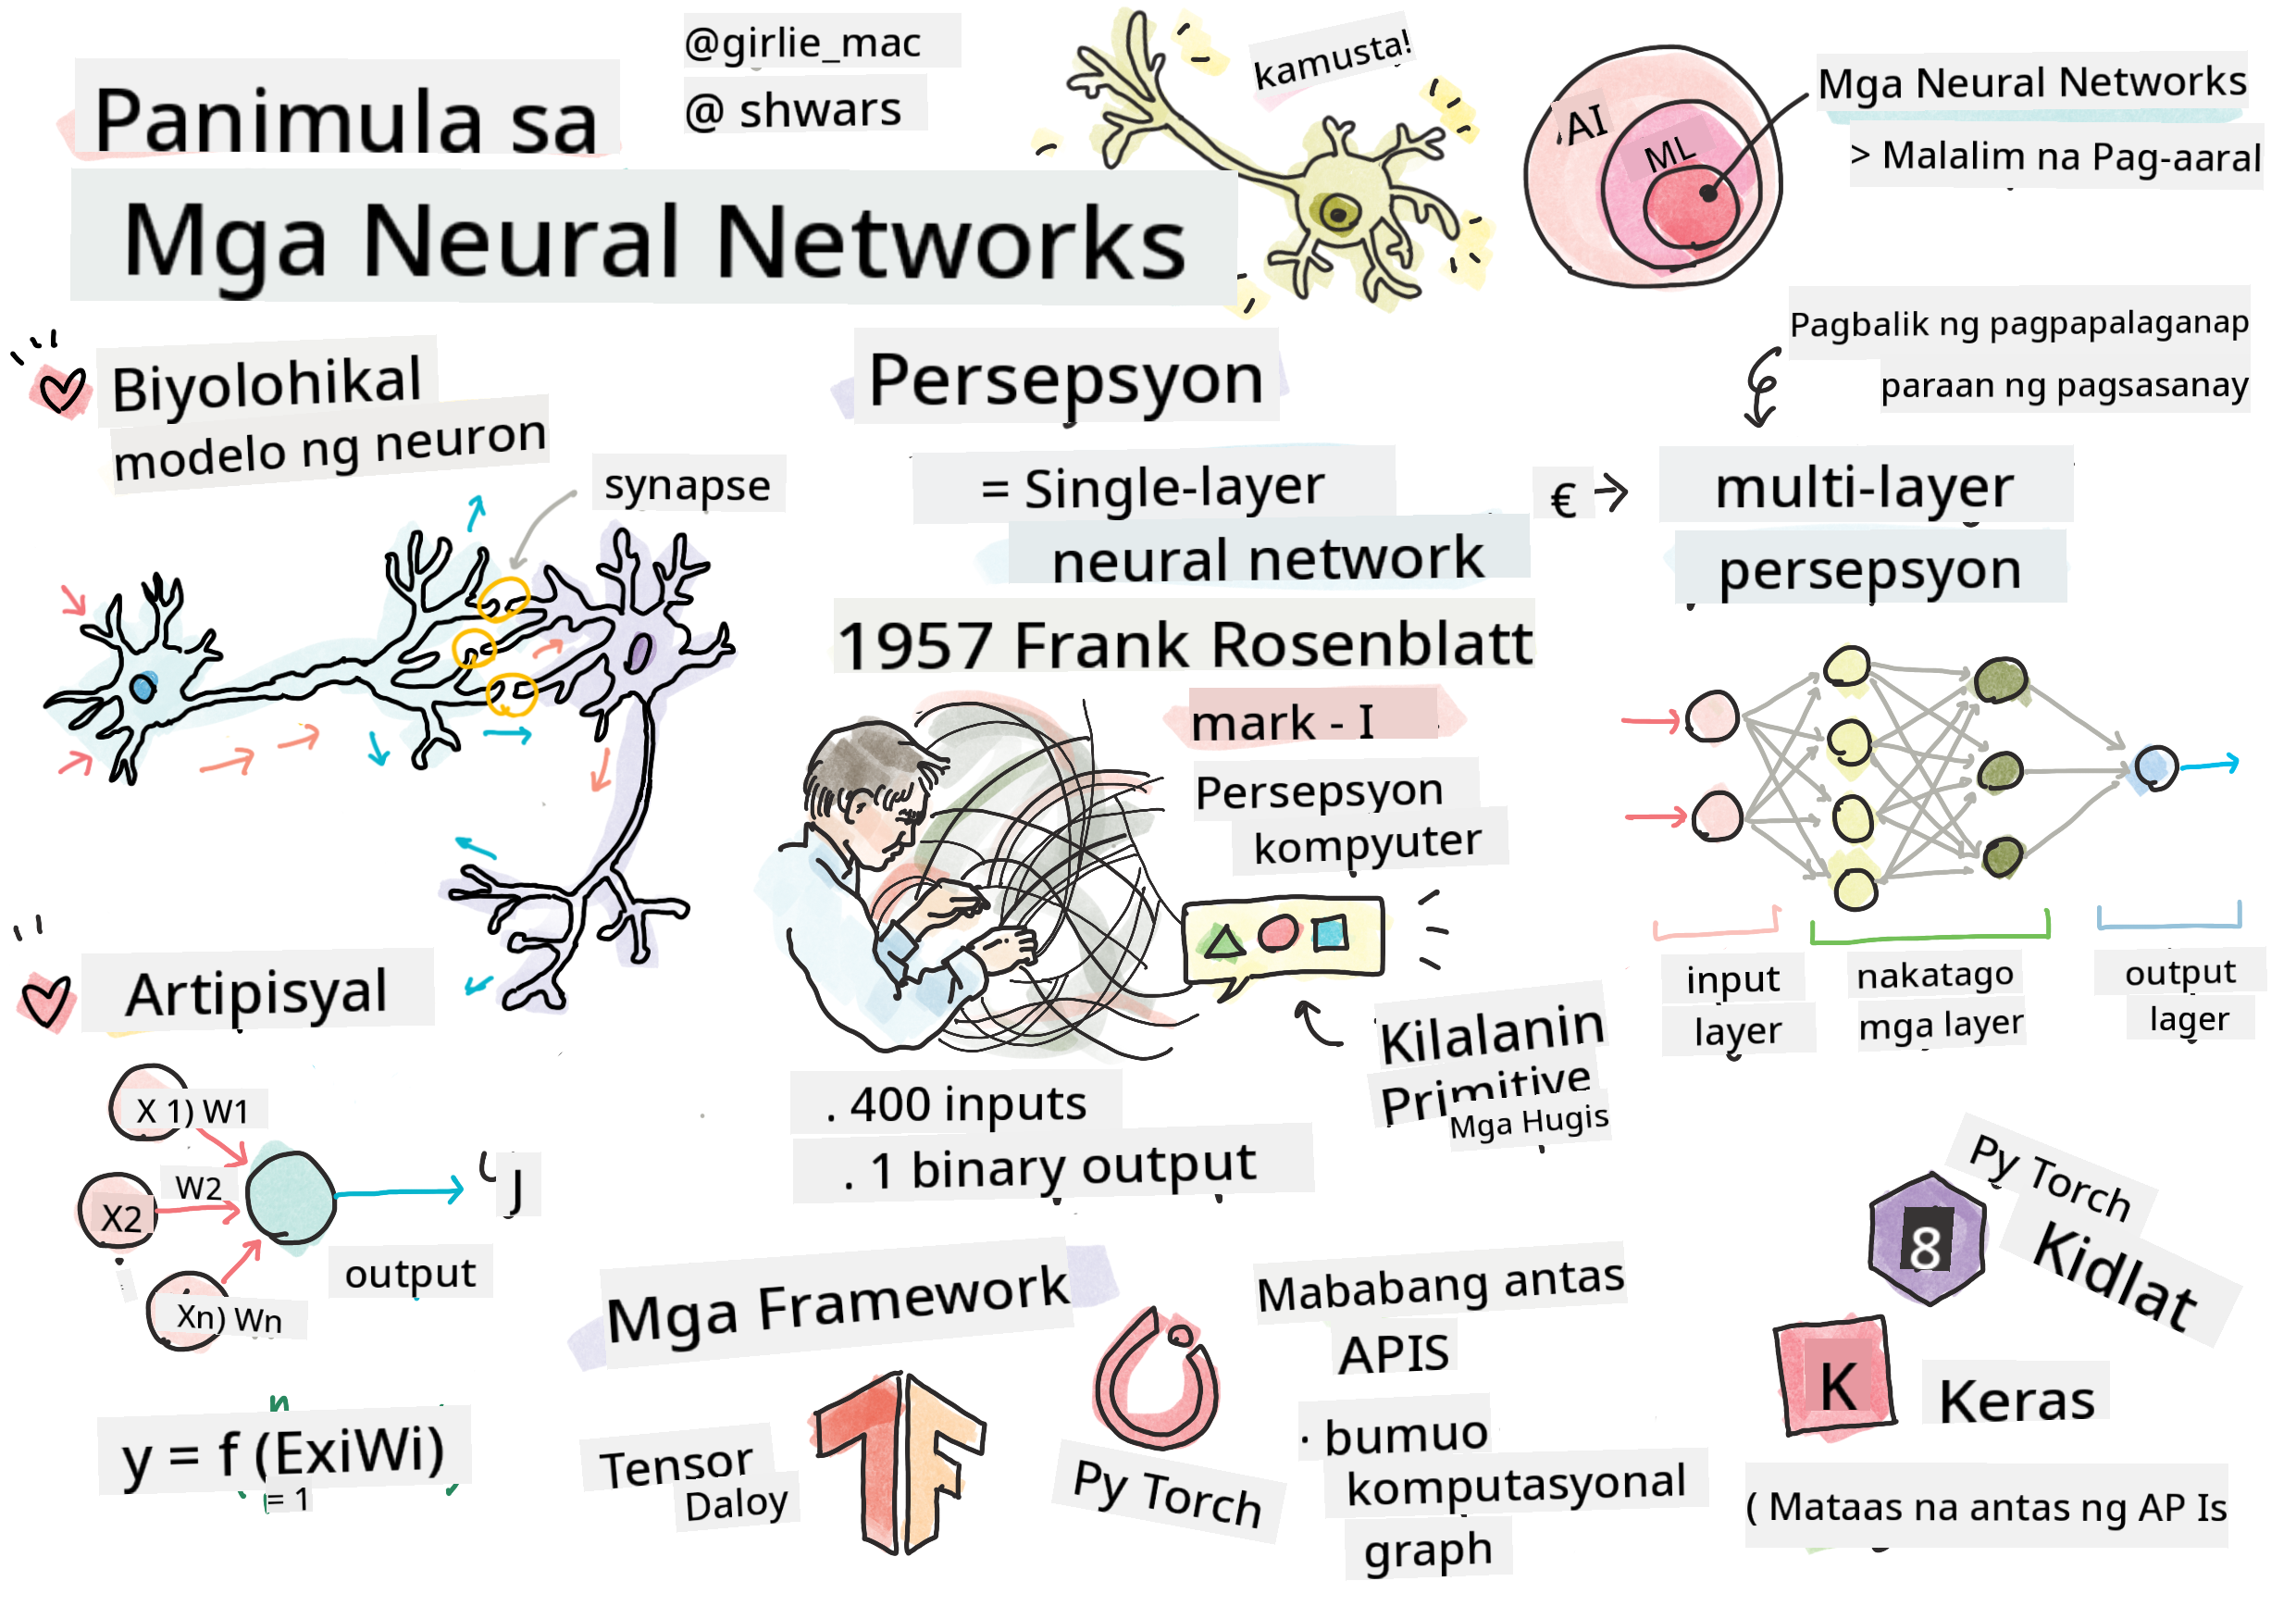 Panimula sa
Mga Neural Networks
@girlie_mac
@ shwars
kamusta!
AI
ML
Mga Neural Networks
> Malalim na Pag-aaral
Biyolohikal
modelo ng neuron
synapse
Persepsyon
= Single-layer
neural network
1957 Frank Rosenblatt
mark - I
Persepsyon
kompyuter
Kilalanin
Primitive
Mga Hugis
. 400 inputs
. 1 binary output
Pagbalik ng pagpapalaganap
paraan ng pagsasanay
€
multi-layer
persepsyon
input
layer
nakatago
mga layer
output
lager
Artipisyal
X 1) W1
W2
X2
Xn) Wn
J
output
n
y = f (ExiWi)
= 1
Mga Framework
Tensor
Daloy
TF
Py Torch
Mababang antas
APIS
· bumuo
komputasyonal
graph
8
Py Torch
Kidlat
K
Keras
( Mataas na antas ng AP Is